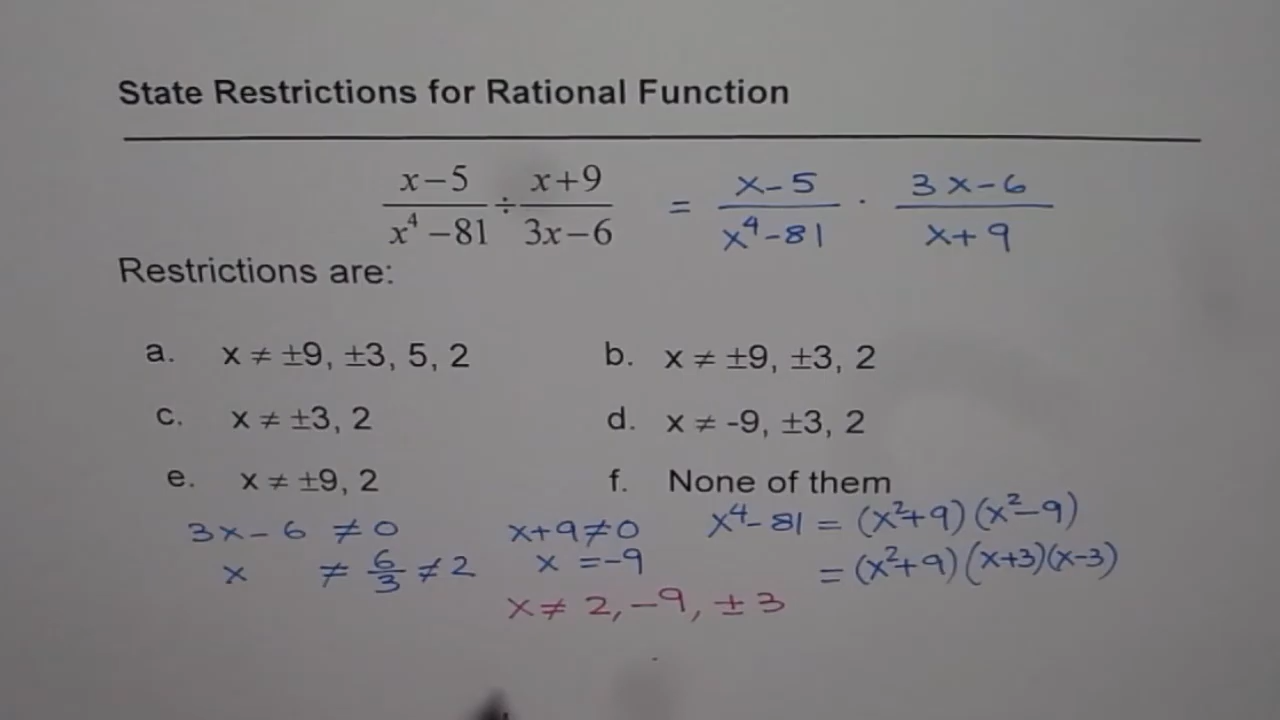 State Restrictions for Rational Function
x-5/x⁴-81 ÷ x+9/3x-6 = x-5/x⁴-81 · 3x-6/x+9
Restrictions are:
a. x ≠ ±9, ±3, 5, 2 b. x ≠ ±9, ±3, 2
c. x ≠ ±3, 2 d. x ≠ -9, ±3, 2
e. x ≠ ±9, 2 f. None of them
3x-6 ≠ 0 x+9≠0 x⁴-81 = (x²+9)(x²-9)
x ≠ 6/3 ≠ 2 x =-9 = (x²+9)(x+3)(x-3)
x≠ 2, -9, ±3